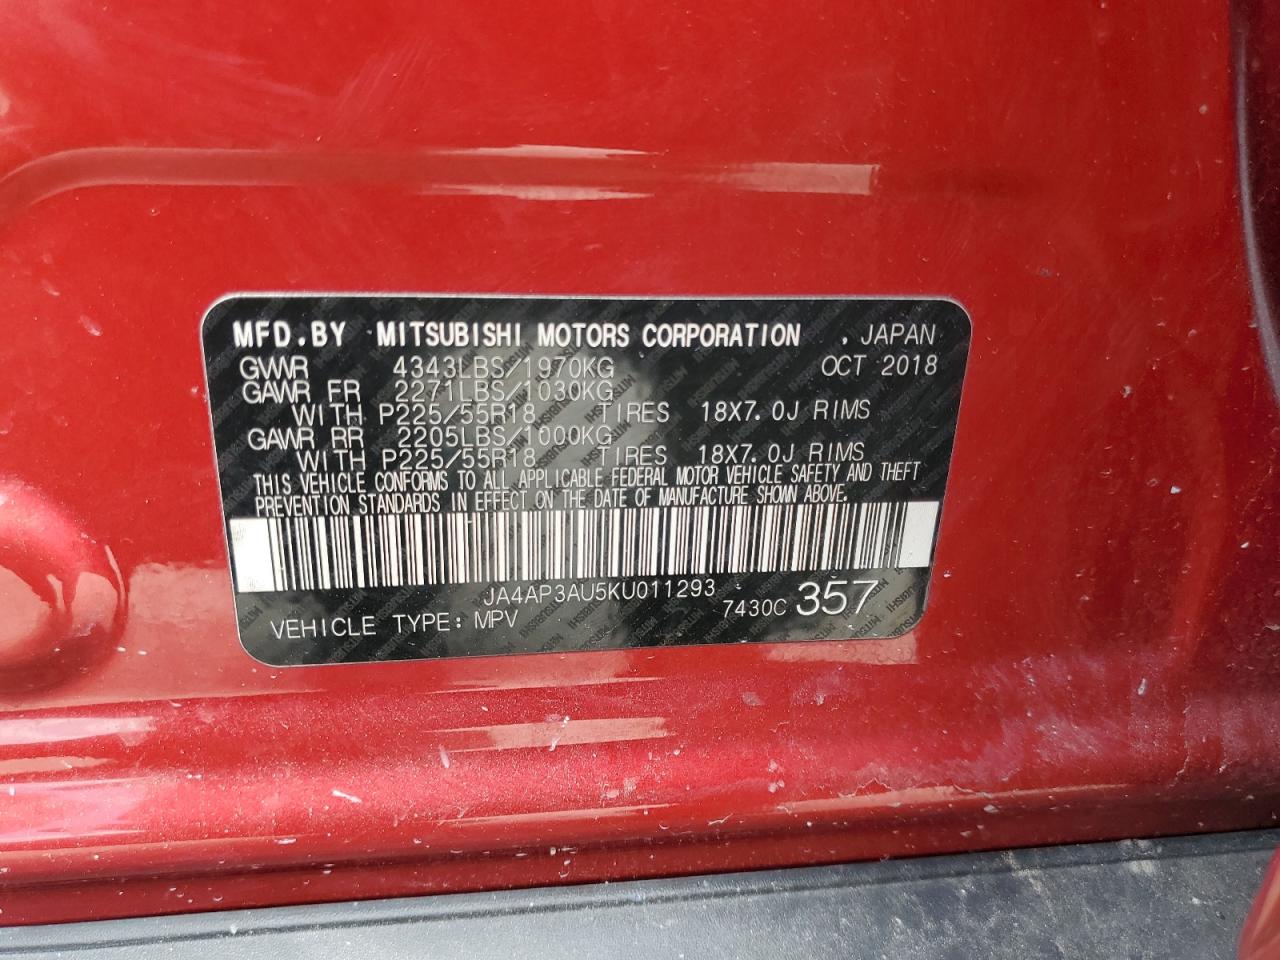 MFD.BY MITSUBISHI MOTORS CORPORATION . JAPAN
GVWR 4343LBS/1970KG OCT 2018
GAWR FR 2271LBS/1030KG
WITH P225/55R18 TIRES 18X7.0J RIMS
GAWR RR 2205LBS/1000KG
WITH P225/55R18 TIRES 18X7.0J RIMS
THIS VEHICLE CONFORMS TO ALL APPLICABLE FEDERAL MOTOR VEHICLE SAFETY AND THEFT
PREVENTION STANDARDS IN EFFECT ON THE DATE OF MANUFACTURE SHOWN ABOVE.
JA4AP3AU5KU011293
7430C 357
VEHICLE TYPE: MPV